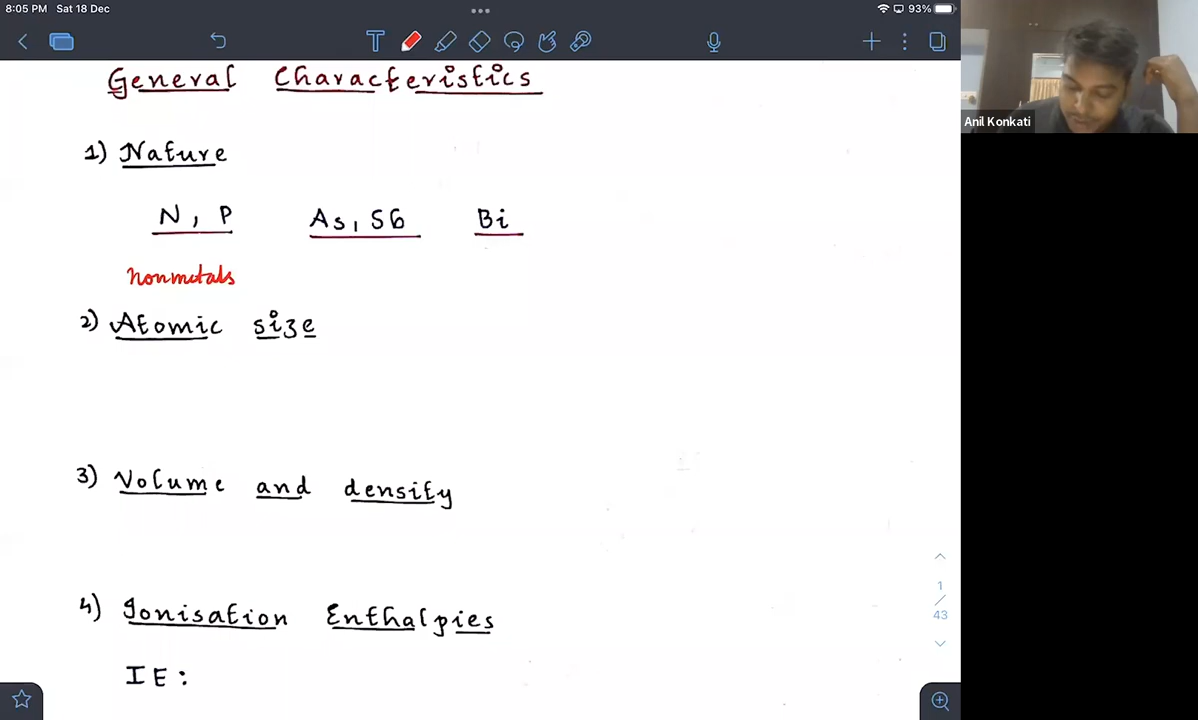 8:05 PM Sat 18 Dec
93%
General Characteristics
Anil Konkati
1) Nature
N, P As, Sb Bi
nonmetals
2) Atomic size
3) Volume and density
1
/
43
4) Ionisation Enthalpies
IE: